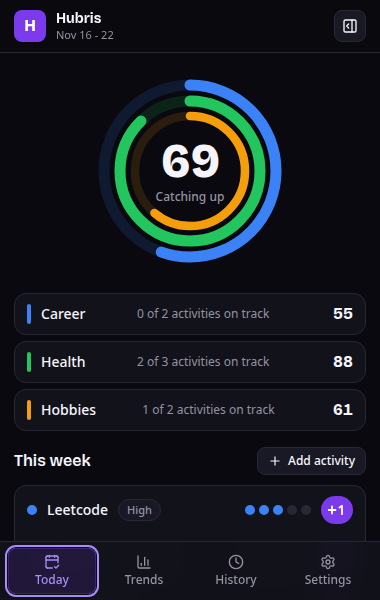 H
Hubris
Nov 16 - 22
69
Catching up
Career 0 of 2 activities on track 55
Health 2 of 3 activities on track 88
Hobbies 1 of 2 activities on track 61
This week + Add activity
Leetcode High +1
Today Trends History Settings